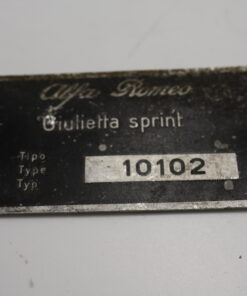 Alfa Romeo
Giulietta sprint
Tipo
Type 10102
Typ